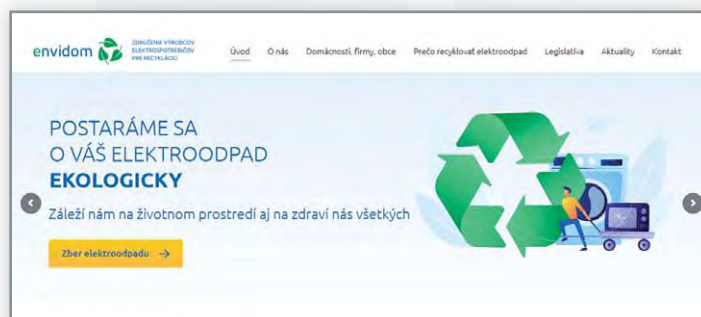 envidom
ZDRUŽENIE VÝROBCOV
ELEKTROSPOTREBIČOV
PRE RECYKLÁCIU
Úvod O nás Domácnosti, firmy, obce Prečo recyklovať elektroodpad Legislatíva Aktuality Kontakt
POSTARÁME SA
O VÁŠ ELEKTROODPAD
EKOLOGICKY
Záleží nám na životnom prostredí aj na zdraví nás všetkých
Zber elektroodpadu →